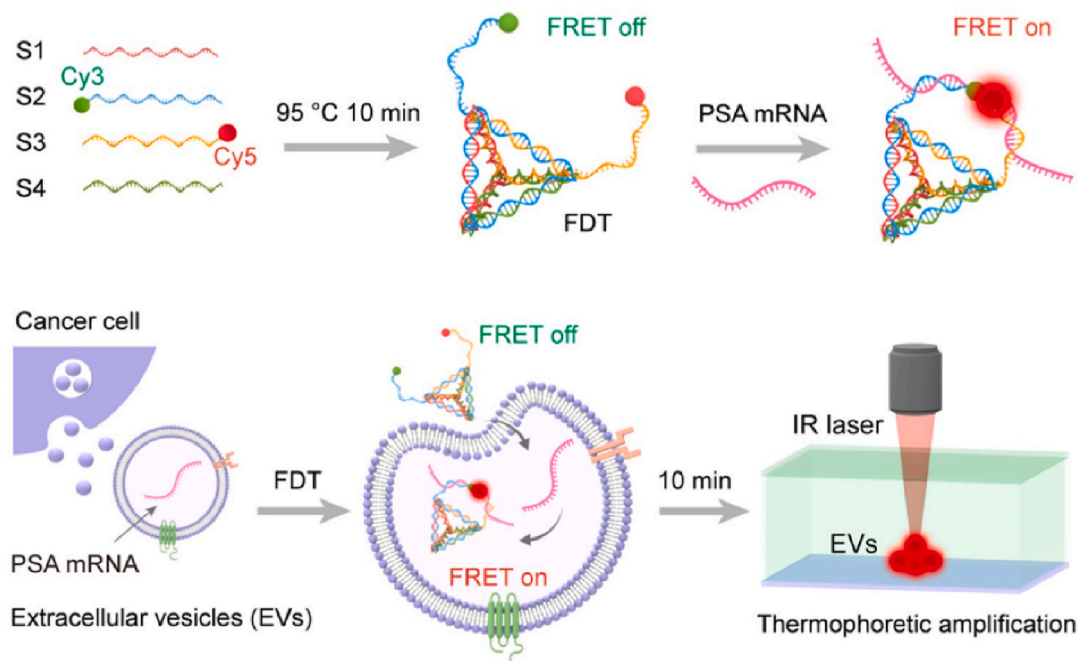 S1
Cy3
S2
S3
Cy5
S4
95 °C 10 min
FRET off
FDT
PSA mRNA
FRET on
Cancer cell
PSA mRNA
Extracellular vesicles (EVs)
FDT
FRET off
FRET on
10 min
IR laser
EVs
Thermophoretic amplification